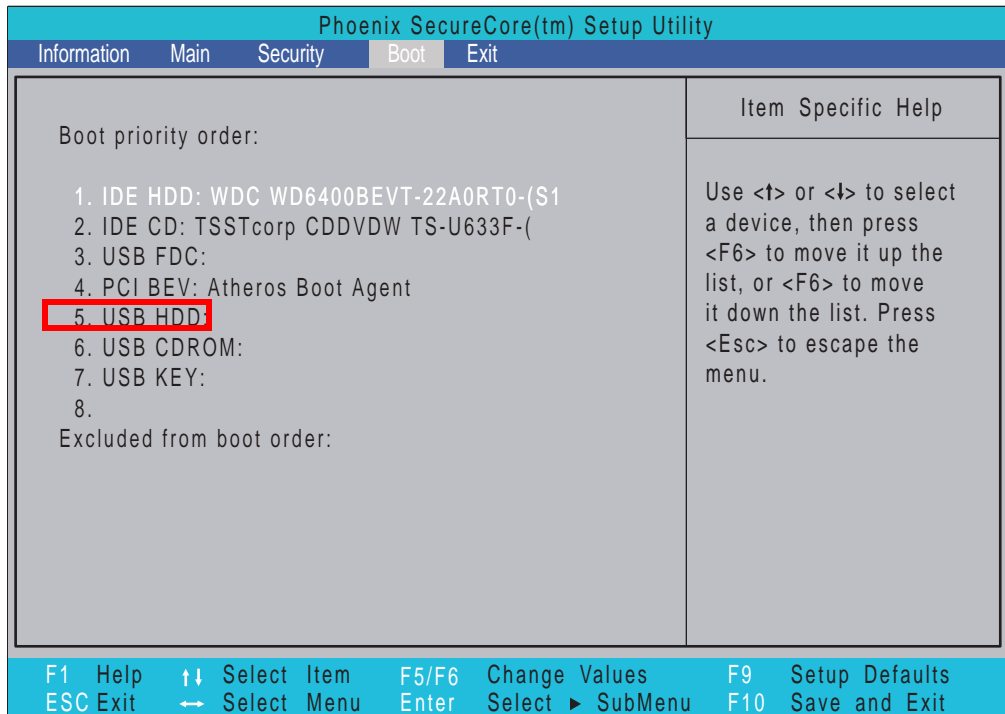 Phoenix SecureCore(tm) Setup Utility
Information Main Security Boot Exit
Boot priority order:
1. IDE HDD: WDC WD6400BEVT-22A0RT0-(S1
2. IDE CD: TSSTcorp CDDVDW TS-U633F-(
3. USB FDC:
4. PCI BEV: Atheros Boot Agent
5. USB HDD:
6. USB CDROM:
7. USB KEY:
8.
Excluded from boot order:
Item Specific Help
Use <↑> or <↓> to select
a device, then press
<F6> to move it up the
list, or <F6> to move
it down the list. Press
<Esc> to escape the
menu.
F1 Help ↑↓ Select Item F5/F6 Change Values F9 Setup Defaults
ESC Exit ↔ Select Menu Enter Select ► SubMenu F10 Save and Exit